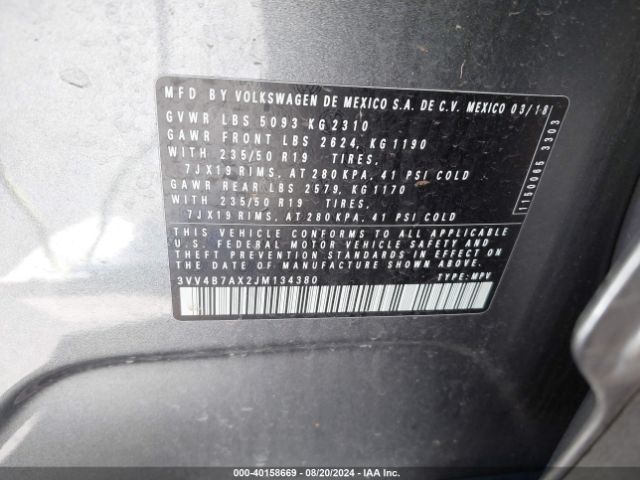 MFD BY VOLKSWAGEN DE MEXICO S.A. DE C.V. MEXICO 03/18
GVWR LBS 5093 KG 2310
GAWR FRONT LBS 2624, KG 1190
WITH 235/50 R19 TIRES,
7JX19 RIMS, AT 280 KPA, 41 PSI COLD
GAWR REAR LBS 2579, KG 1170
WITH 235/50 R19 TIRES,
7JX19 RIMS, AT 280 KPA, 41 PSI COLD
THIS VEHICLE CONFORMS TO ALL APPLICABLE
U.S. FEDERAL MOTOR VEHICLE SAFETY AND
THEFT PREVENTION STANDARDS IN EFFECT ON
THE DATE OF MANUFACTURE SHOWN ABOVE.
3VV4B7AX2JM134380 TYPE: MPV
1150065 3303
000-40158669 | 08/20/2024 | Copart IAA Inc.